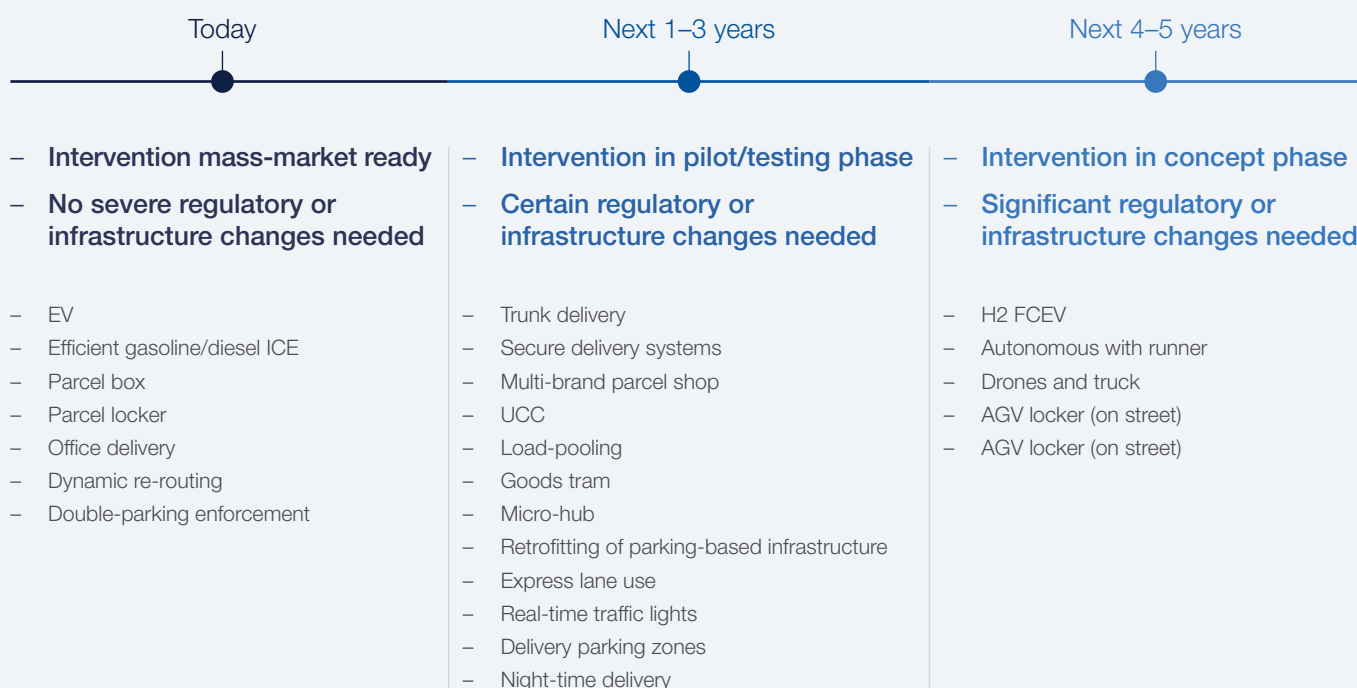 Today
Next 1–3 years
Next 4–5 years
– Intervention mass-market ready
– No severe regulatory or
infrastructure changes needed
– EV
– Efficient gasoline/diesel ICE
– Parcel box
– Parcel locker
– Office delivery
– Dynamic re-routing
– Double-parking enforcement
– Intervention in pilot/testing phase
– Certain regulatory or
infrastructure changes needed
– Trunk delivery
– Secure delivery systems
– Multi-brand parcel shop
– UCC
– Load-pooling
– Goods tram
– Micro-hub
– Retrofitting of parking-based infrastructure
– Express lane use
– Real-time traffic lights
– Delivery parking zones
– Night-time delivery
– Intervention in concept phase
– Significant regulatory or
infrastructure changes needed
– H2 FCEV
– Autonomous with runner
– Drones and truck
– AGV locker (on street)
– AGV locker (on street)